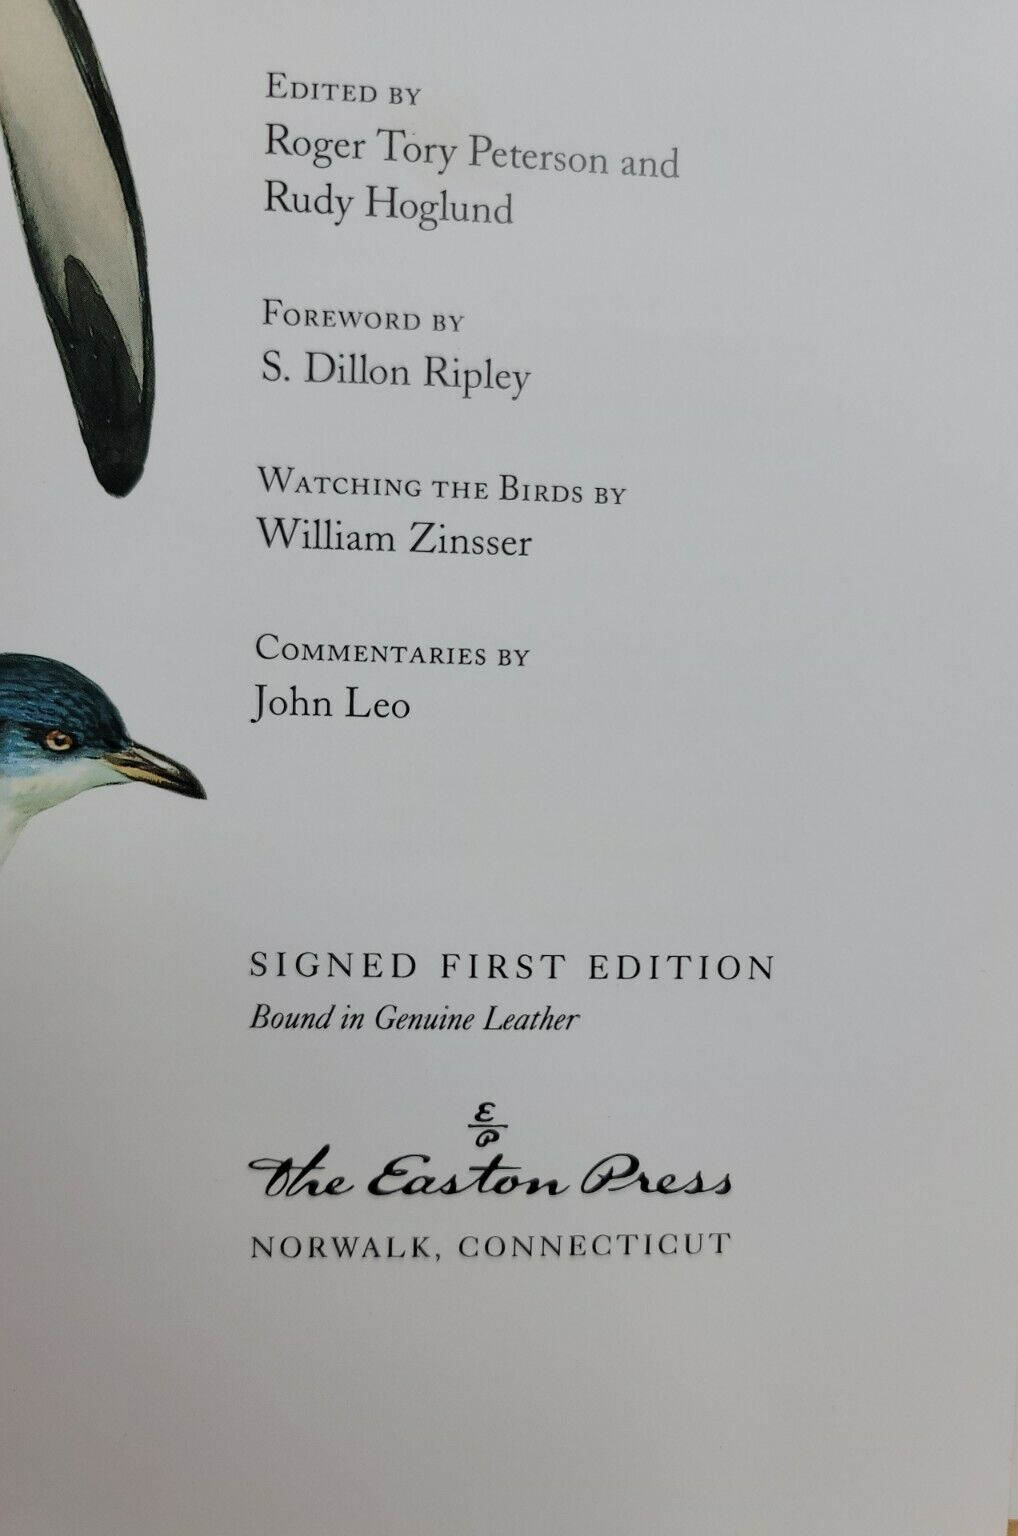 Edited by
Roger Tory Peterson and
Rudy Hoglund
Foreword by
S. Dillon Ripley
Watching the Birds by
William Zinsser
Commentaries by
John Leo
SIGNED FIRST EDITION
Bound in Genuine Leather
E
P
The Easton Press
NORWALK, CONNECTICUT